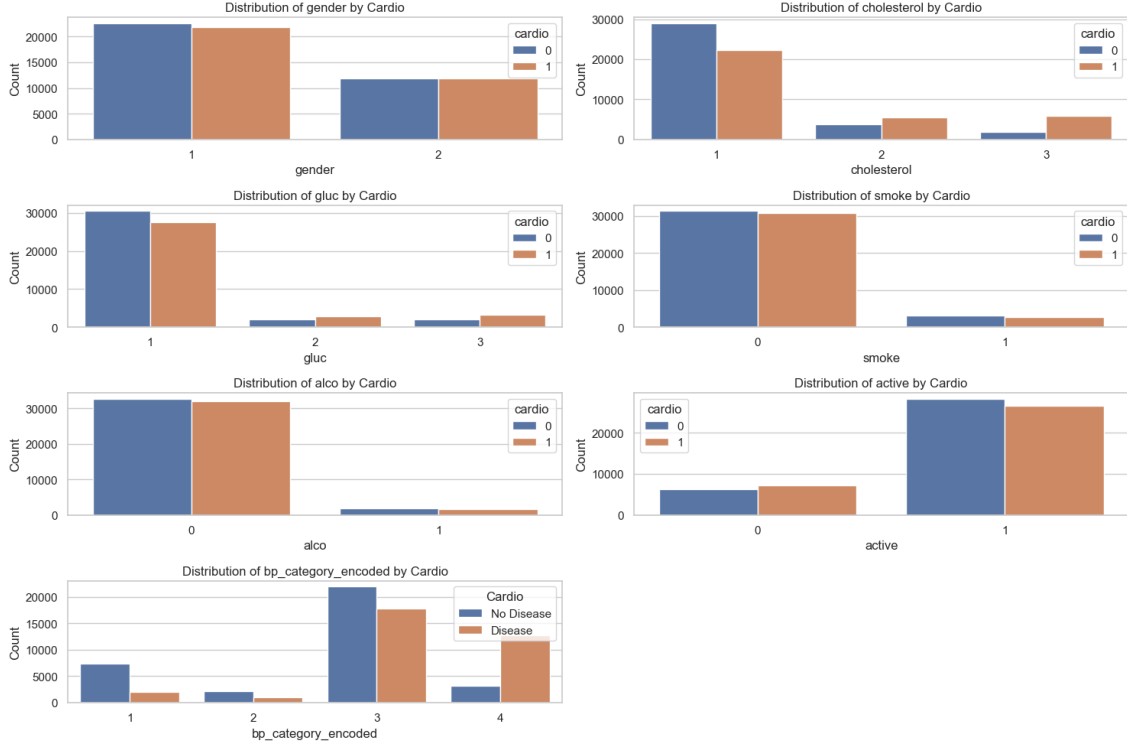 Distribution of gender by Cardio
20000
15000
10000
5000
0
Count
cardio
0
1
1
2
gender
Distribution of cholesterol by Cardio
30000
20000
10000
0
Count
cardio
0
1
1
2
3
cholesterol
Distribution of gluc by Cardio
30000
20000
10000
0
Count
cardio
0
1
1
2
3
gluc
Distribution of smoke by Cardio
30000
20000
10000
0
Count
cardio
0
1
0
1
smoke
Distribution of alco by Cardio
30000
20000
10000
0
Count
cardio
0
1
0
1
alco
Distribution of active by Cardio
20000
10000
0
Count
cardio
0
1
0
1
active
Distribution of bp_category_encoded by Cardio
20000
15000
10000
5000
0
Count
Cardio
No Disease
Disease
1
2
3
4
bp_category_encoded